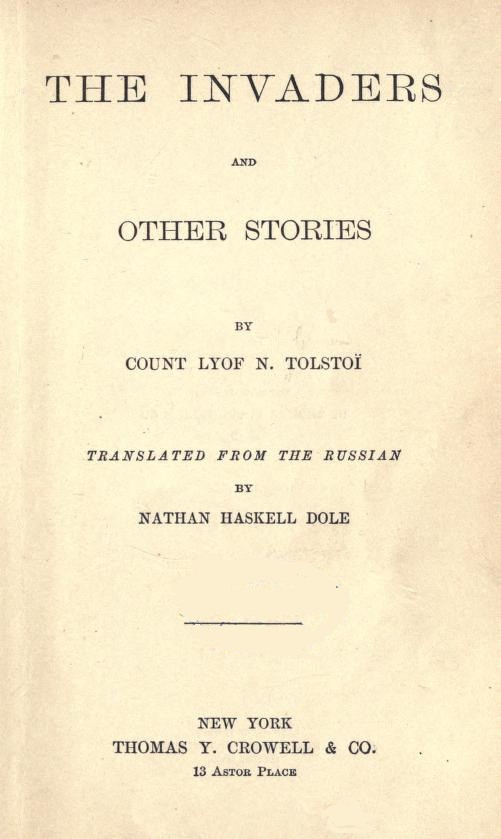 THE INVADERS
AND
OTHER STORIES
BY
COUNT LYOF N. TOLSTOÏ
TRANSLATED FROM THE RUSSIAN
BY
NATHAN HASKELL DOLE
NEW YORK
THOMAS Y. CROWELL & CO.
13 ASTOR PLACE